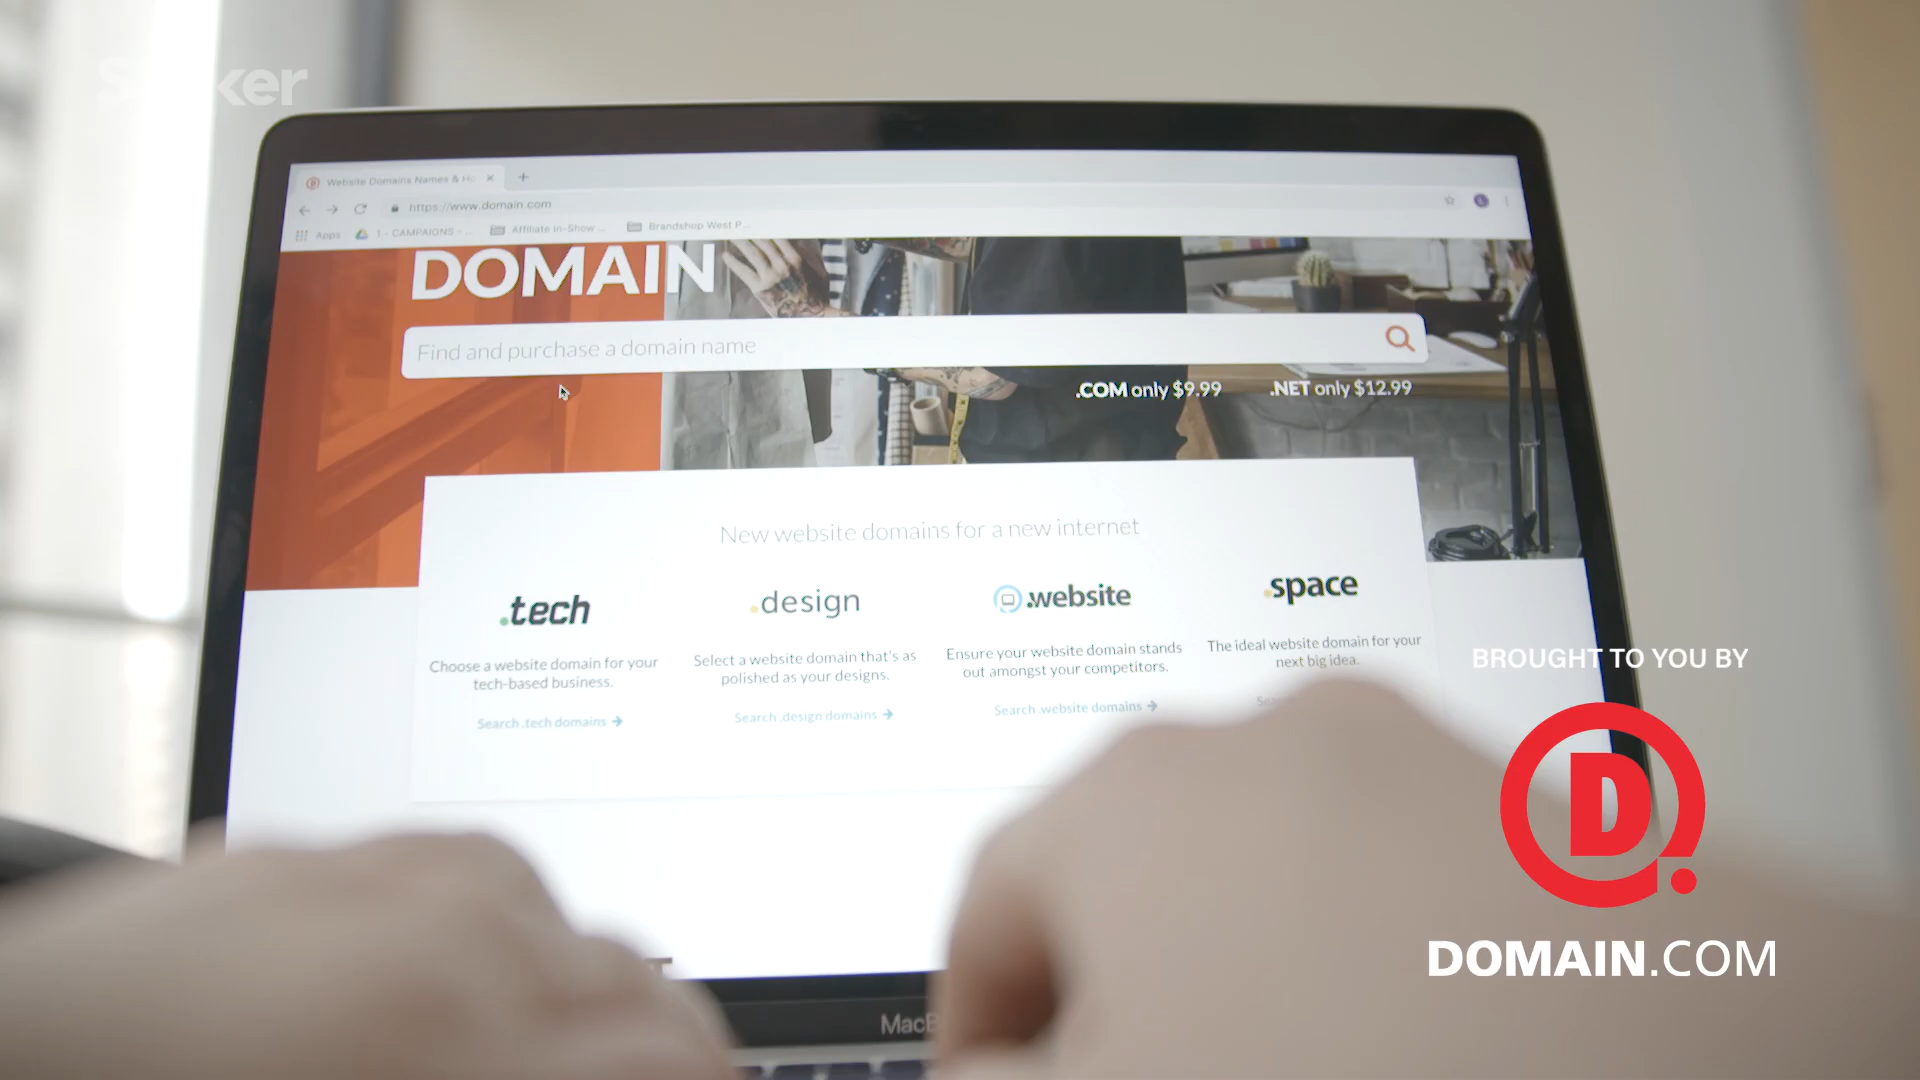 Website Domains Names & H
https://www.domain.com
Apps
1 - CAMPAIGNS - ...
Affiliate In-Show ...
Brandshop West P...
DOMAIN
Find and purchase a domain name
.COM only $9.99
.NET only $12.99
New website domains for a new internet
.tech
Choose a website domain for your
tech-based business.
Search .tech domains →
.design
Select a website domain that's as
polished as your designs.
Search .design domains →
.website
Ensure your website domain stands
out amongst your competitors.
Search .website domains →
.space
The ideal website domain for your
next big idea.
BROUGHT TO YOU BY
D
DOMAIN.COM